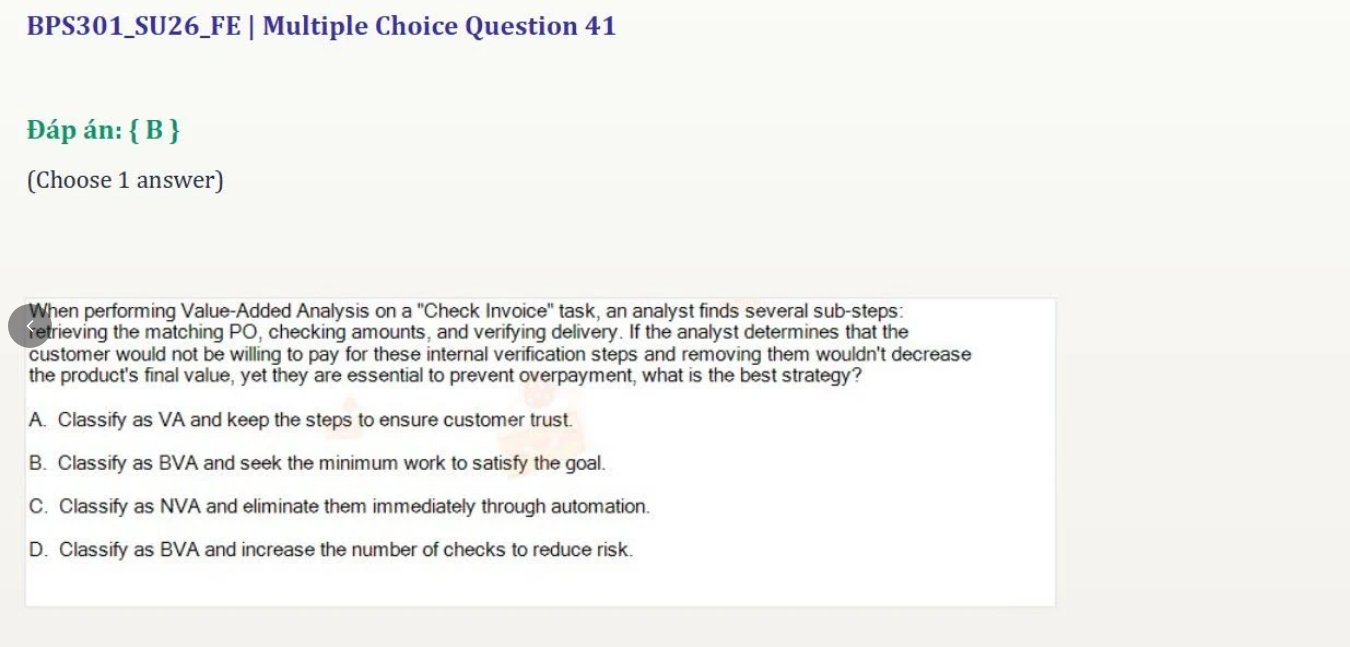 BPS301_SU26_FE | Multiple Choice Question 41
Đáp án: { B }
(Choose 1 answer)
When performing Value-Added Analysis on a "Check Invoice" task, an analyst finds several sub-steps:
retrieving the matching PO, checking amounts, and verifying delivery. If the analyst determines that the
customer would not be willing to pay for these internal verification steps and removing them wouldn't decrease
the product's final value, yet they are essential to prevent overpayment, what is the best strategy?
A. Classify as VA and keep the steps to ensure customer trust.
B. Classify as BVA and seek the minimum work to satisfy the goal.
C. Classify as NVA and eliminate them immediately through automation.
D. Classify as BVA and increase the number of checks to reduce risk.